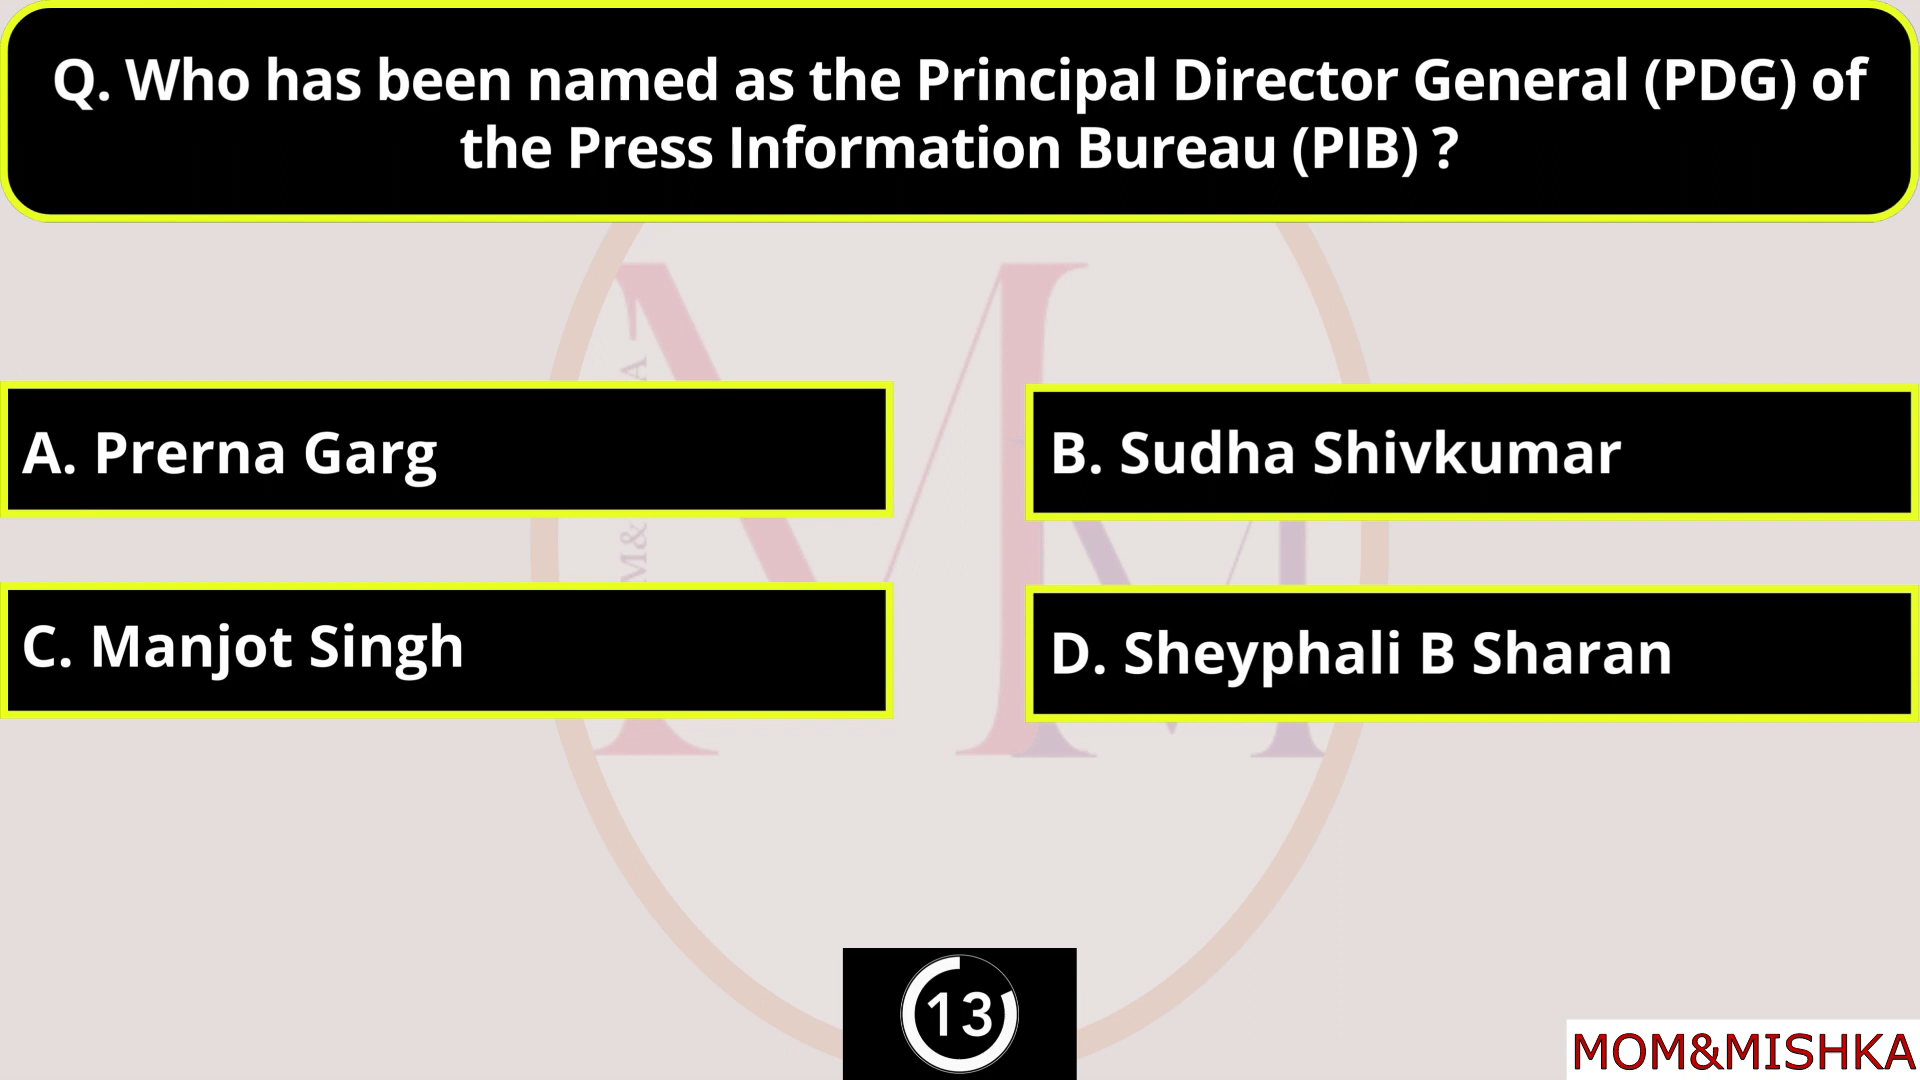 Q. Who has been named as the Principal Director General (PDG) of
the Press Information Bureau (PIB) ?
A. Prerna Garg
B. Sudha Shivkumar
C. Manjot Singh
D. Sheyphali B Sharan
M&
A
13
MOM&MISHKA